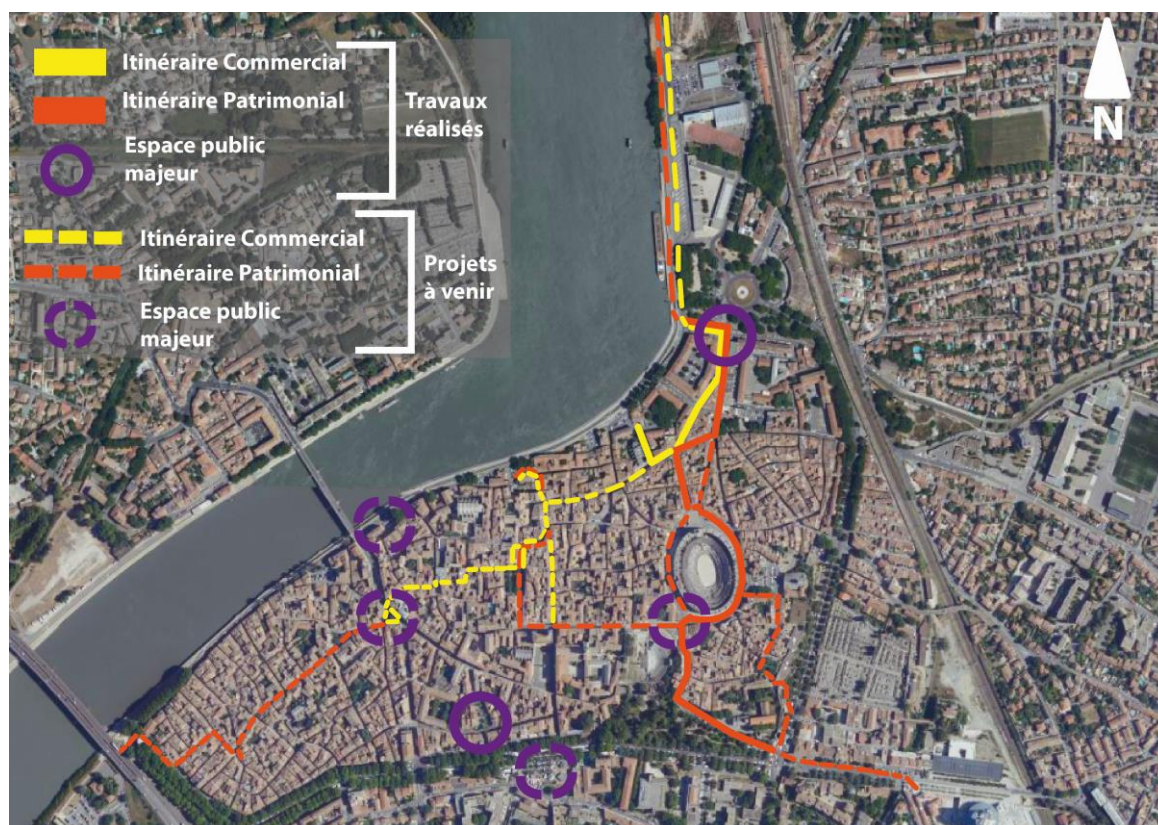 Itinéraire Commercial
Itinéraire Patrimonial
Espace public
majeur
Travaux
réalisés
Itinéraire Commercial
Itinéraire Patrimonial
Espace public
majeur
Projets
à venir
N